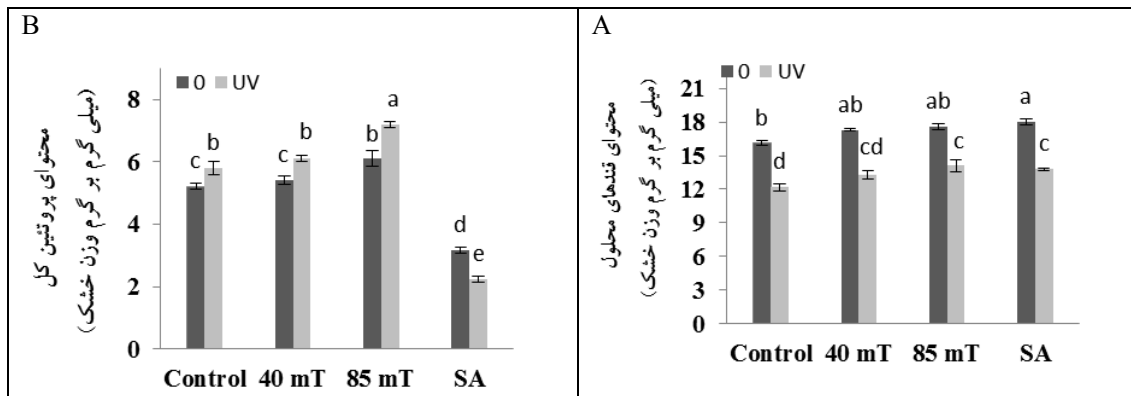 B
محتوای پروتئین کل
(میلی گرم بر گرم وزن خشک)
0 UV
8
6
4
2
0
c b c b b a d e
Control 40 mT 85 mT SA
A
محتوای قندهای محلول
(میلی گرم بر گرم وزن خشک)
0 UV
21
18
15
12
9
6
3
0
b d ab cd ab c a c
Control 40 mT 85 mT SA